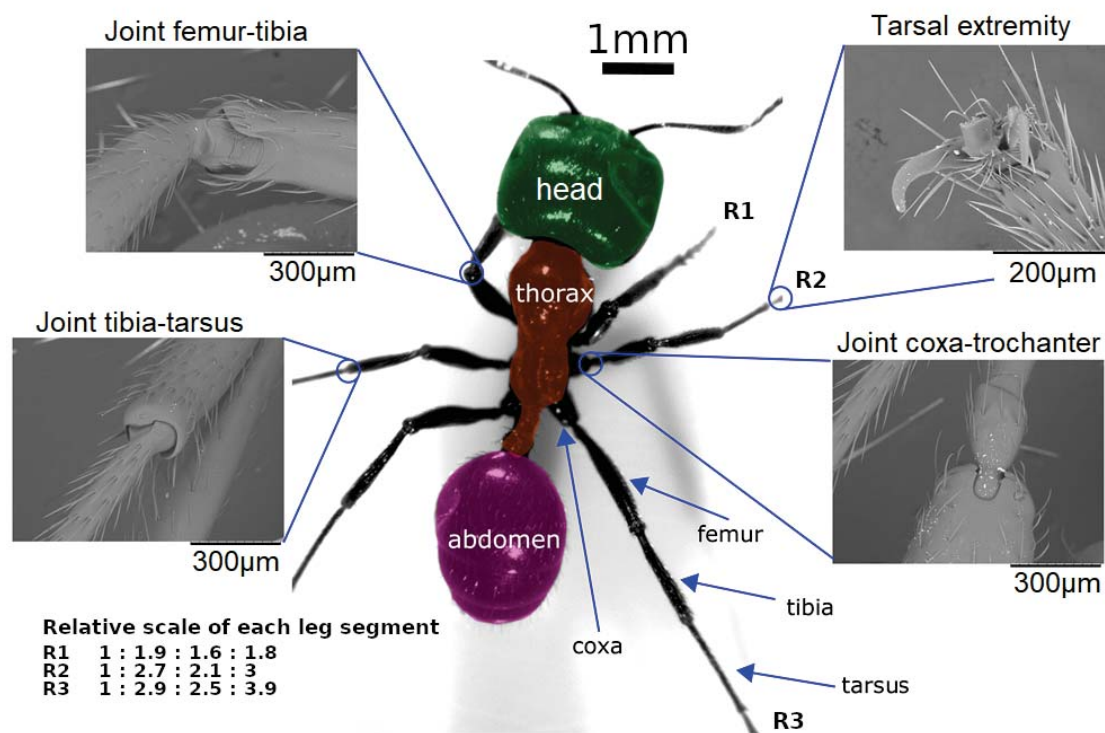 Joint femur-tibia
300µm
1mm
Tarsal extremity
200µm
head
R1
R2
thorax
Joint tibia-tarsus
300µm
Joint coxa-trochanter
300µm
abdomen
femur
tibia
coxa
tarsus
R3
Relative scale of each leg segment
R1 1 : 1.9 : 1.6 : 1.8
R2 1 : 2.7 : 2.1 : 3
R3 1 : 2.9 : 2.5 : 3.9